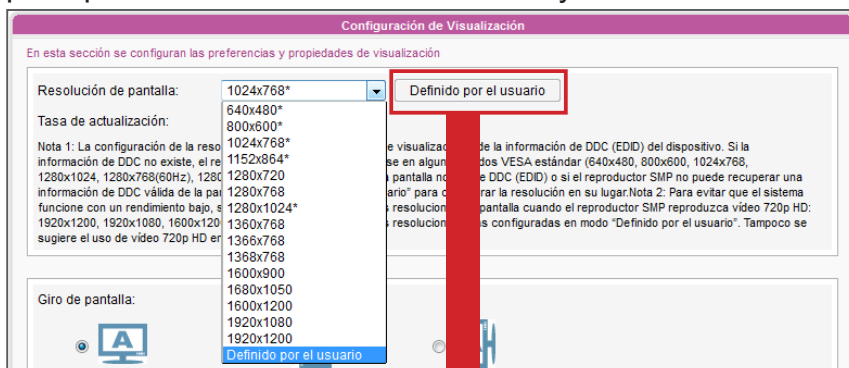 Configuración de Visualización
En esta sección se configuran las preferencias y propiedades de visualización
Resolución de pantalla: 1024x768* Definido por el usuario
640x480*
800x600*
1024x768*
1152x864*
1280x720
1280x768
1280x1024*
1360x768
1366x768
1368x768
1600x900
1680x1050
1600x1200
1920x1080
1920x1200
Definido por el usuario
Tasa de actualización:
Nota 1: La configuración de la reso e visualiza de la información de DDC (EDID) del dispositivo. Si la
información de DDC no existe, el re se en algun dos VESA estándar (640x480, 800x600, 1024x768,
1280x1024, 1280x768(60Hz), 1280 pantalla no e DDC (EDID) o si el reproductor SMP no puede recuperar una
información de DDC válida de la pa ario" para c rar la resolución en su lugar.Nota 2: Para evitar que el sistema
funcione con un rendimiento bajo, s s resolucion pantalla cuando el reproductor SMP reproduzca vídeo 720p HD:
1920x1200, 1920x1080, 1600x120 s resolucion as configuradas en modo "Definido por el usuario". Tampoco se
sugiere el uso de vídeo 720p HD en
Giro de pantalla:
A